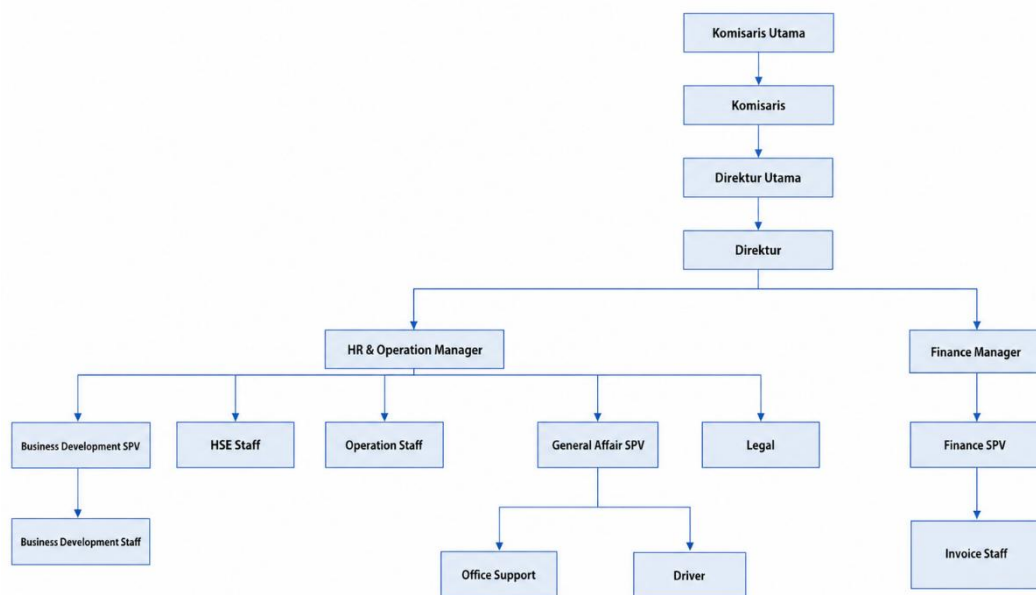 Komisaris Utama
Komisaris
Direktur Utama
Direktur
HR & Operation Manager
Finance Manager
Business Development SPV
HSE Staff
Operation Staff
General Affair SPV
Legal
Finance SPV
Business Development Staff
Office Support
Driver
Invoice Staff